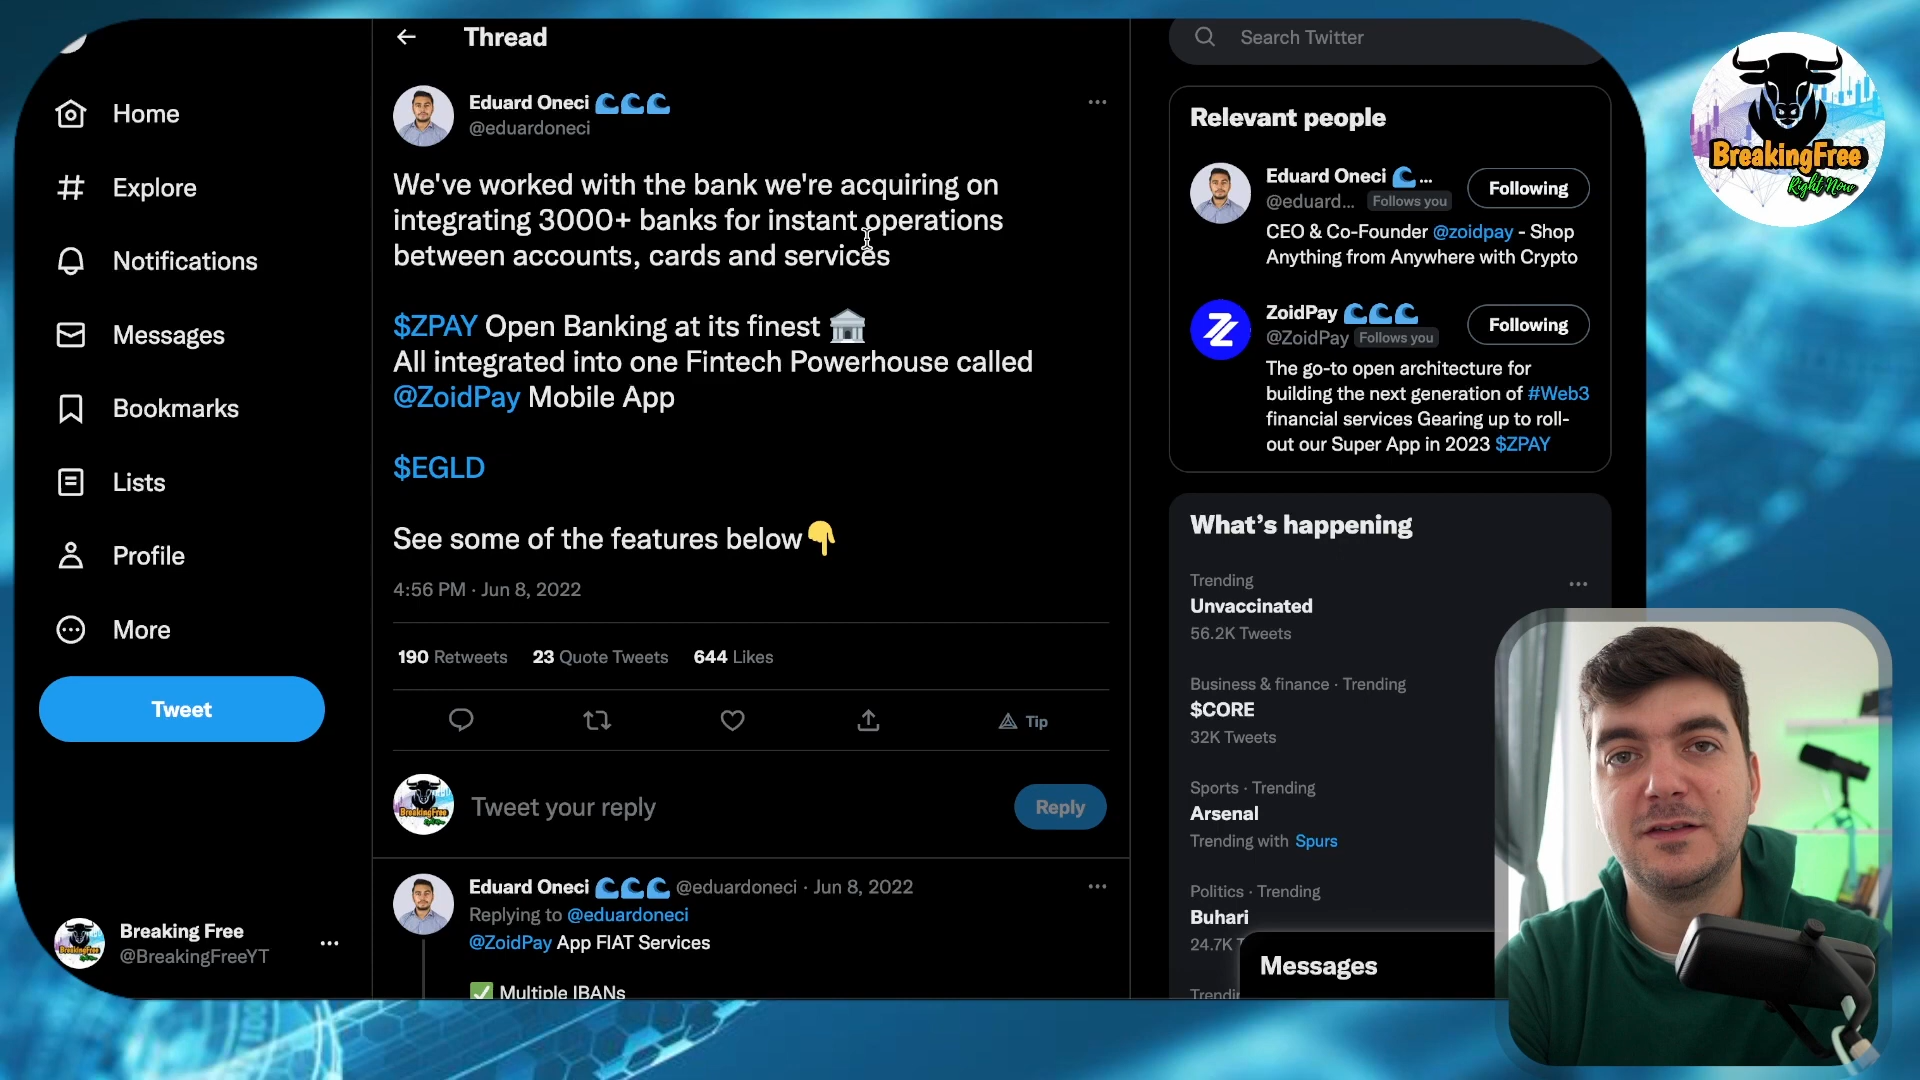 Home
Explore
Notifications
Messages
Bookmarks
Lists
Profile
More
Tweet
Breaking Free
@BreakingFreeYT
Thread
Eduard Oneci
@eduardoneci
We've worked with the bank we're acquiring on
integrating 3000+ banks for instant operations
between accounts, cards and services
$ZPAY Open Banking at its finest
All integrated into one Fintech Powerhouse called
@ZoidPay Mobile App
$EGLD
See some of the features below
4:56 PM · Jun 8, 2022
190 Retweets 23 Quote Tweets 644 Likes
Tip
Tweet your reply
Reply
Eduard Oneci @eduardoneci · Jun 8, 2022
Replying to @eduardoneci
@ZoidPay App FIAT Services
Multiple IBANs
Search Twitter
Relevant people
Eduard Oneci ...
@eduard... Follows you
Following
CEO & Co-Founder @zoidpay - Shop
Anything from Anywhere with Crypto
ZoidPay
@ZoidPay Follows you
Following
The go-to open architecture for
building the next generation of #Web3
financial services Gearing up to roll-
out our Super App in 2023 $ZPAY
What's happening
Trending
Unvaccinated
56.2K Tweets
Business & finance · Trending
$CORE
32K Tweets
Sports · Trending
Arsenal
Trending with Spurs
Politics · Trending
Buhari
24.7K
Messages
BreakingFree
Right Now